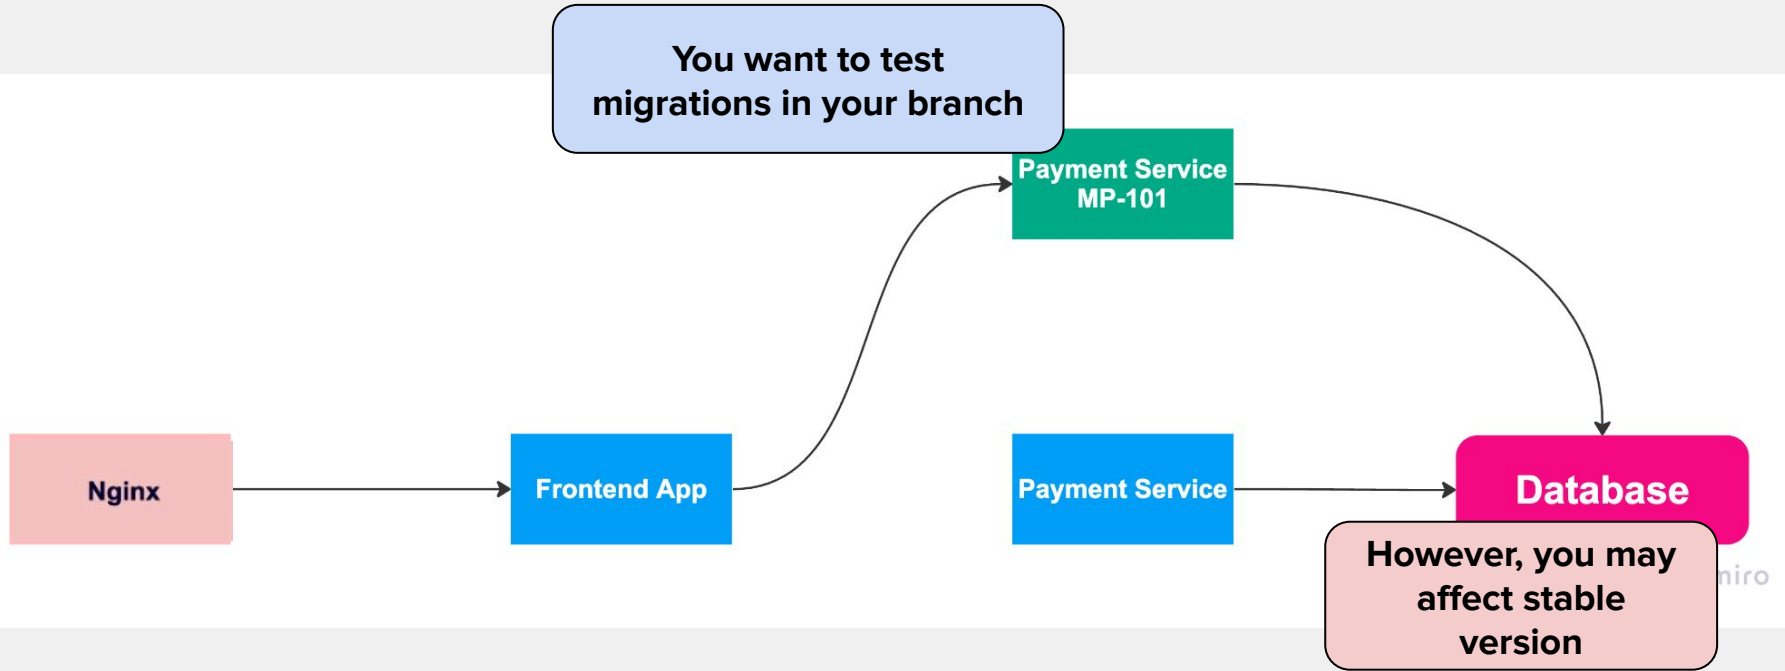 You want to test
migrations in your branch
Payment Service
MP-101
Nginx
Frontend App
Payment Service
Database
However, you may
affect stable
version
miro